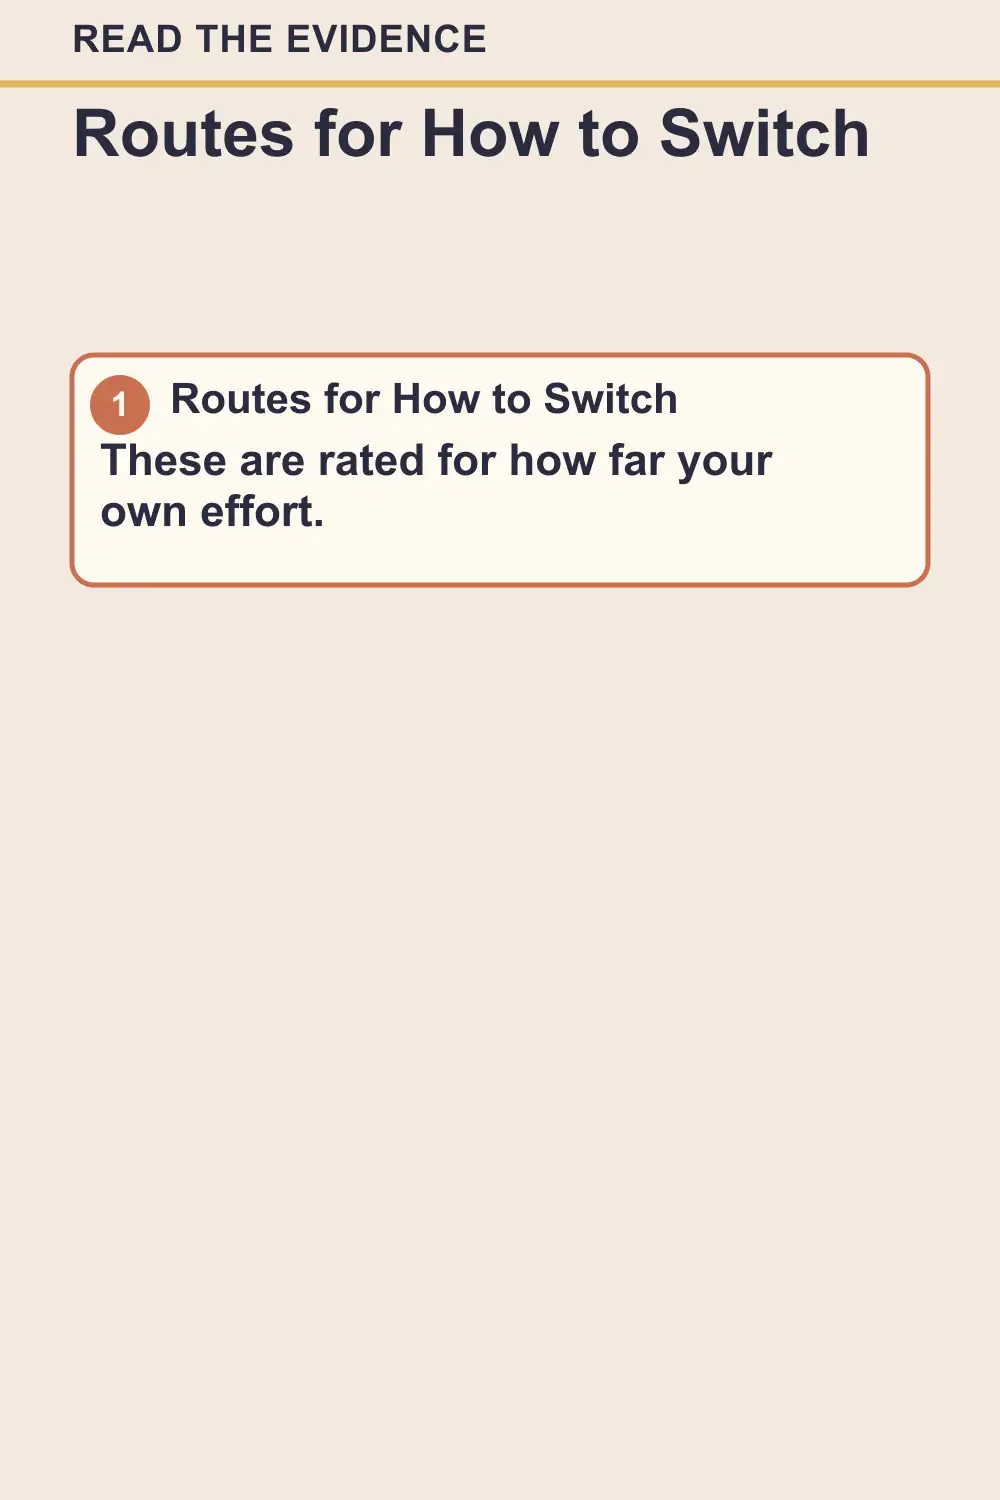 READ THE EVIDENCE
Routes for How to Switch
1 Routes for How to Switch
These are rated for how far your
own effort.